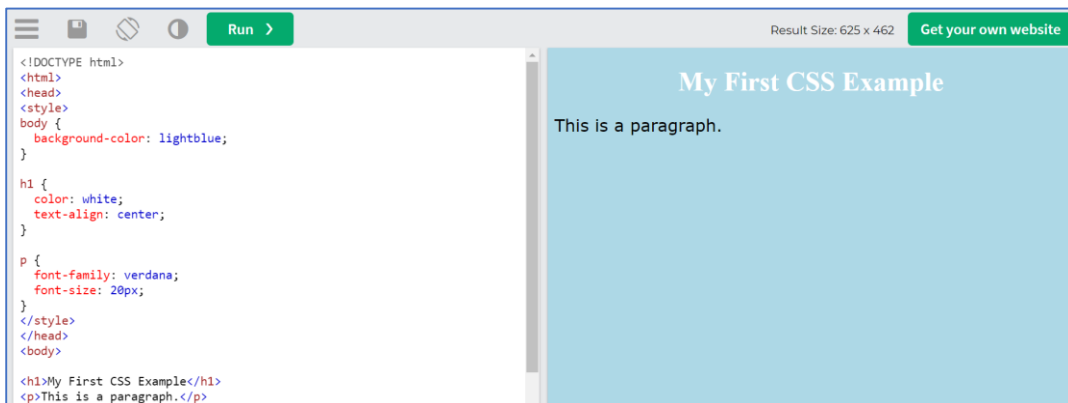 Run ❯
Result Size: 625 x 462
Get your own website
<!DOCTYPE html>
<html>
<head>
<style>
body {
  background-color: lightblue;
}

h1 {
  color: white;
  text-align: center;
}

p {
  font-family: verdana;
  font-size: 20px;
}
</style>
</head>
<body>

<h1>My First CSS Example</h1>
<p>This is a paragraph.</p>
My First CSS Example
This is a paragraph.